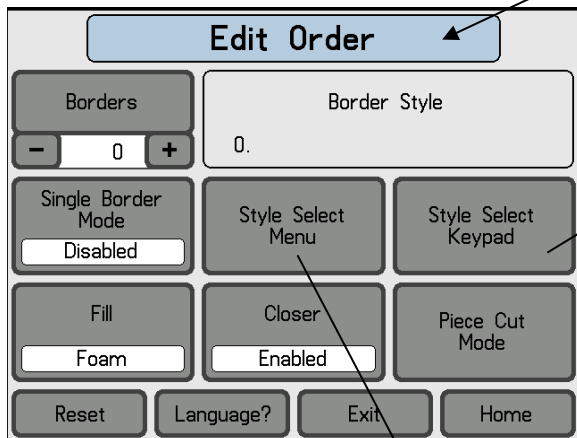 Edit Order
Borders
Border Style
- 0 +
0.
Single Border
Mode
Disabled
Style Select
Menu
Style Select
Keypad
Fill
Foam
Closer
Enabled
Piece Cut
Mode
Reset
Language?
Exit
Home